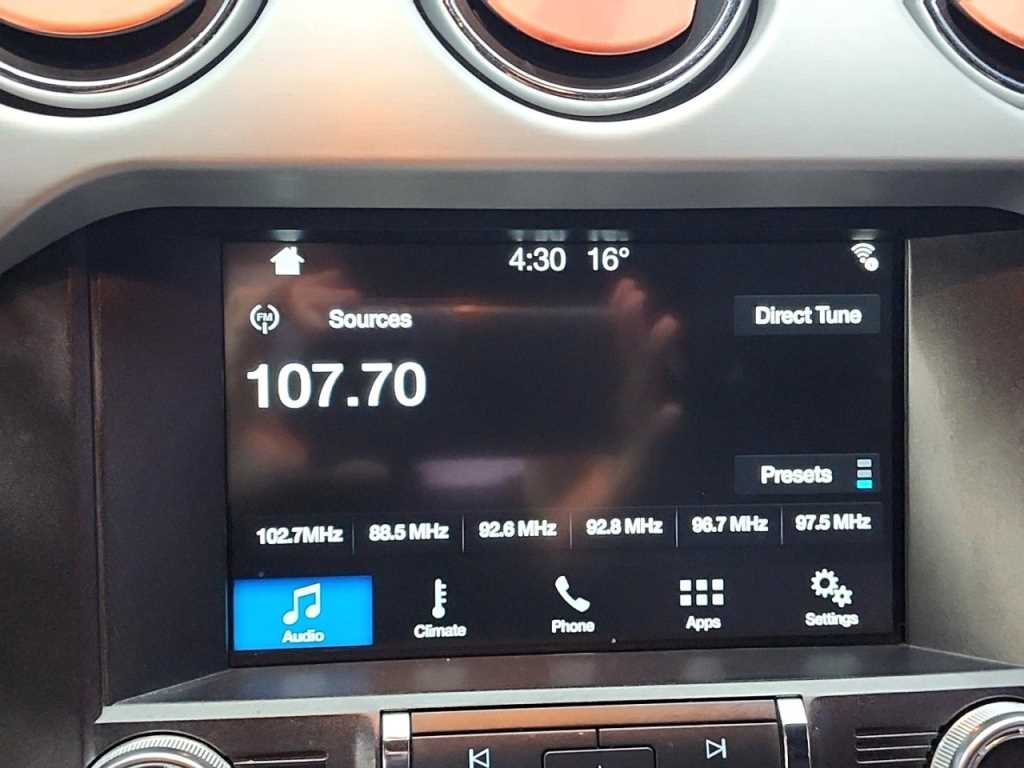 4:30 16°
FM Sources Direct Tune
107.70
Presets
102.7MHz 88.5 MHz 92.6 MHz 92.8 MHz 96.7 MHz 97.5 MHz
Audio Climate Phone Apps Settings